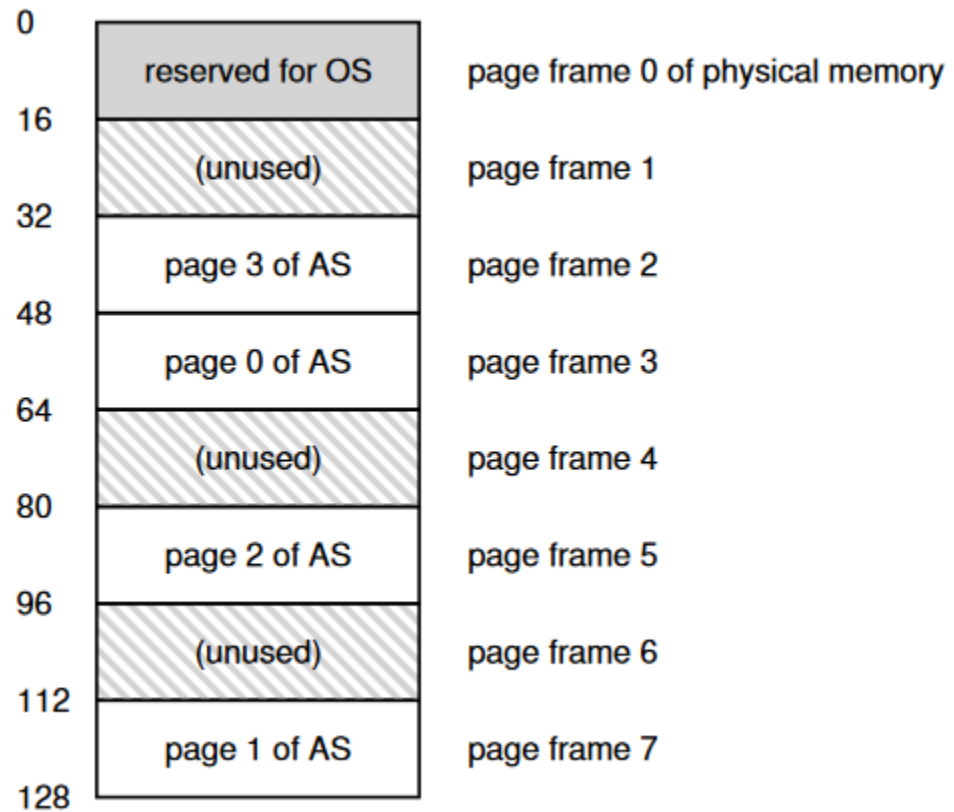 0
reserved for OS page frame 0 of physical memory
16
(unused) page frame 1
32
page 3 of AS page frame 2
48
page 0 of AS page frame 3
64
(unused) page frame 4
80
page 2 of AS page frame 5
96
(unused) page frame 6
112
page 1 of AS page frame 7
128